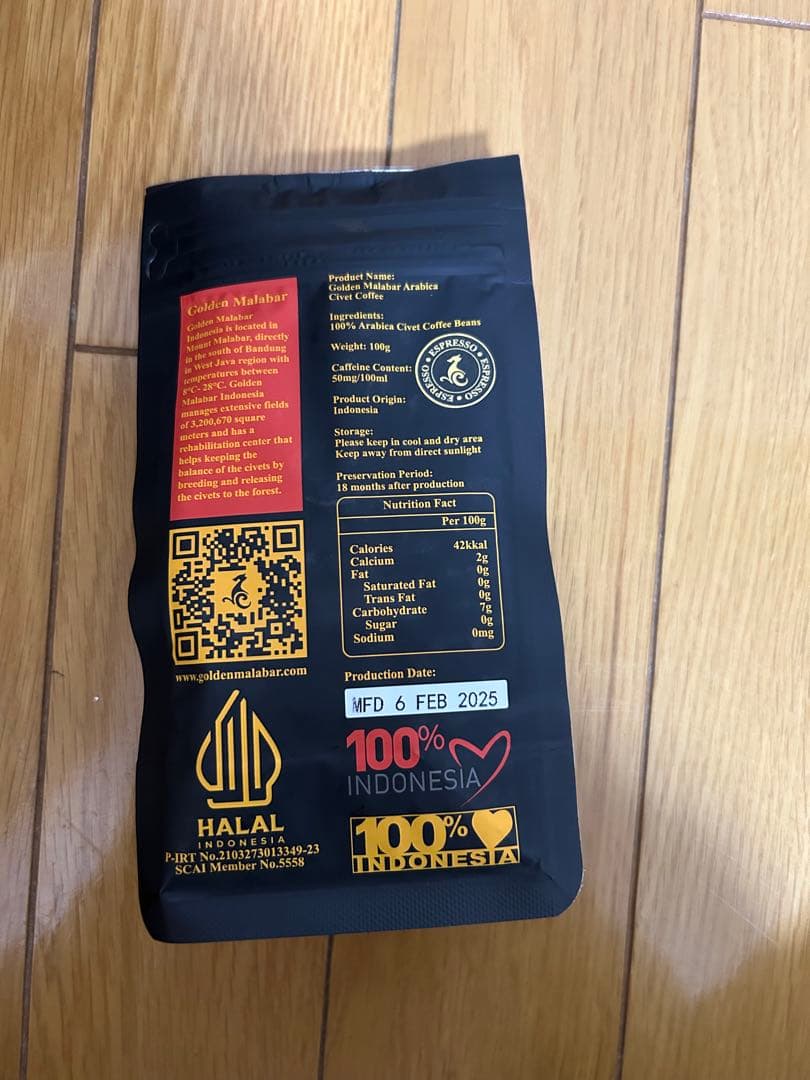 Golden Malabar
Golden Malabar
Indonesia is located in
Mount Malabar, directly
in the south of Bandung
in West Java region with
temperatures between
8°C- 28°C. Golden
Malabar Indonesia
manages extensive fields
of 3,200,670 square
meters and has a
rehabilitation center that
helps keeping the
balance of the civets by
breeding and releasing
the civets to the forest.
www.goldenmalabar.com
HALAL
INDONESIA
P-IRT No.2103273013349-23
SCAI Member No.5558
Product Name:
Golden Malabar Arabica
Civet Coffee
Ingredients:
100% Arabica Civet Coffee Beans
Weight: 100g
Caffeine Content:
50mg/100ml
ESPRESSO • ESPRESSO • ESPRESSO • ESPRESSO •
Product Origin:
Indonesia
Storage:
Please keep in cool and dry area
Keep away from direct sunlight
Preservation Period:
18 months after production
Nutrition Fact
Per 100g
Calories 42kkal
Calcium 2g
Fat 0g
Saturated Fat 0g
Trans Fat 0g
Carbohydrate 7g
Sugar 0g
Sodium 0mg
Production Date:
MFD 6 FEB 2025
100%
INDONESIA
100%
INDONESIA